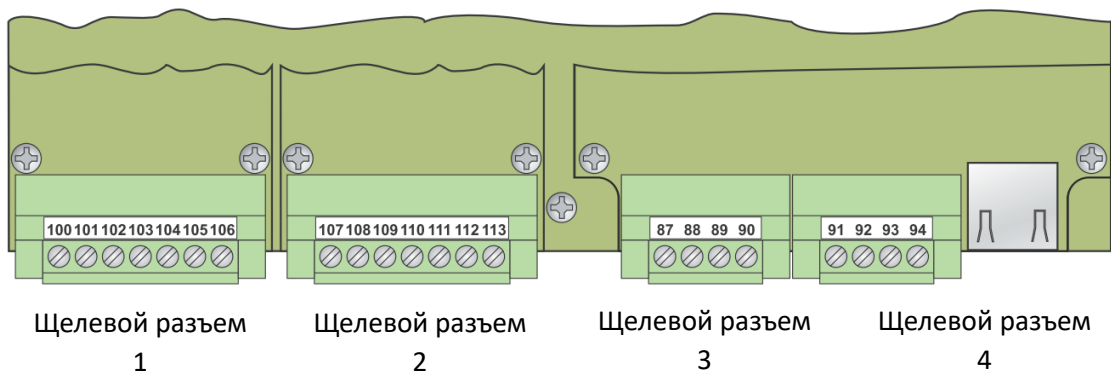 100 101 102 103 104 105 106
107 108 109 110 111 112 113
87 88 89 90
91 92 93 94
Щелевой разъем
1
Щелевой разъем
2
Щелевой разъем
3
Щелевой разъем
4